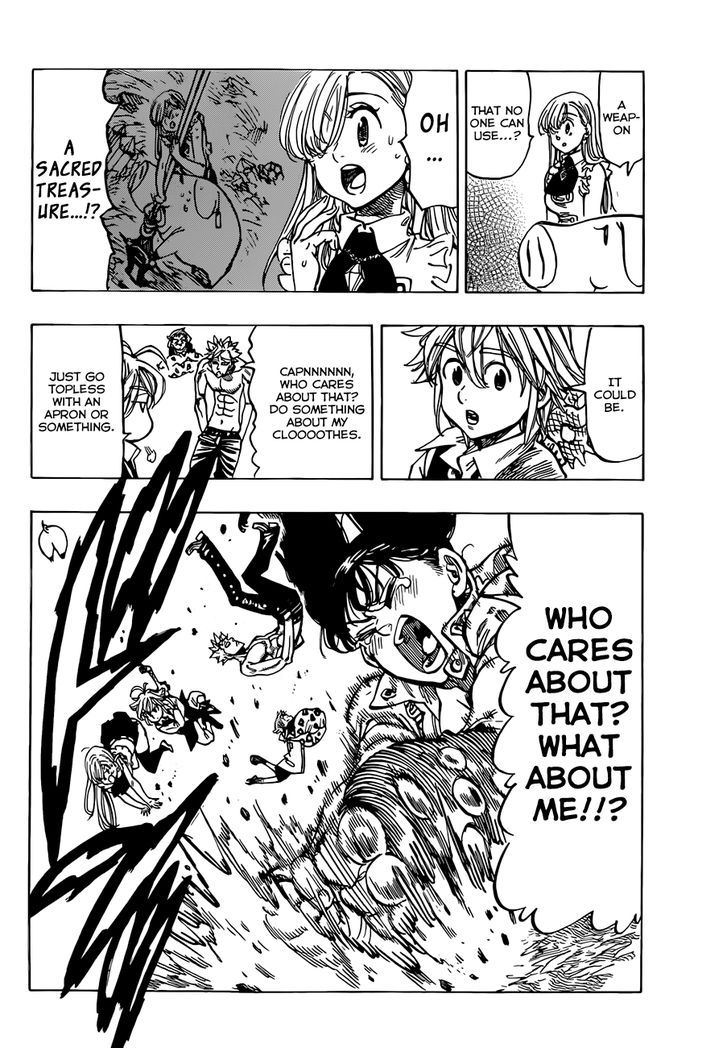 A
WEAP-
ON
THAT NO
ONE CAN
USE...?
OH
...
A
SACRED
TREAS-
URE...!?
IT
COULD
BE.
CAPNNNNNN,
WHO CARES
ABOUT THAT?
DO SOMETHING
ABOUT MY
CLOOOOTHES.
JUST GO
TOPLESS
WITH AN
APRON OR
SOMETHING.
WHO
CARES
ABOUT
THAT?
WHAT
ABOUT
ME!!?